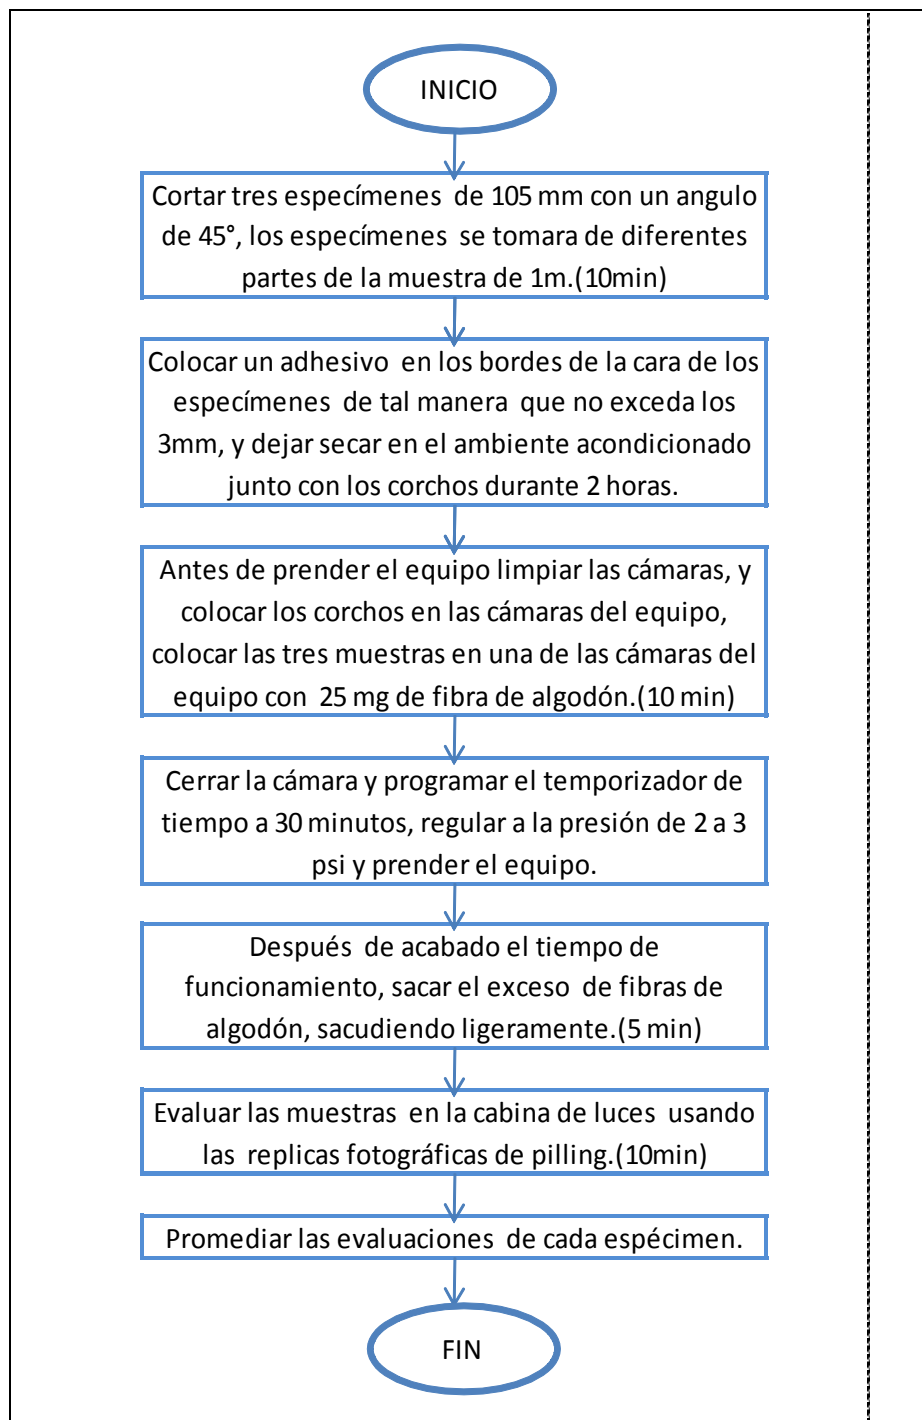 INICIO
Cortar tres especímenes de 105 mm con un angulo
de 45°, los especímenes se tomara de diferentes
partes de la muestra de 1m.(10min)
Colocar un adhesivo en los bordes de la cara de los
especímenes de tal manera que no exceda los
3mm, y dejar secar en el ambiente acondicionado
junto con los corchos durante 2 horas.
Antes de prender el equipo limpiar las cámaras, y
colocar los corchos en las cámaras del equipo,
colocar las tres muestras en una de las cámaras del
equipo con 25 mg de fibra de algodón.(10 min)
Cerrar la cámara y programar el temporizador de
tiempo a 30 minutos, regular a la presión de 2 a 3
psi y prender el equipo.
Después de acabado el tiempo de
funcionamiento, sacar el exceso de fibras de
algodón, sacudiendo ligeramente.(5 min)
Evaluar las muestras en la cabina de luces usando
las replicas fotográficas de pilling.(10min)
Promediar las evaluaciones de cada espécimen.
FIN